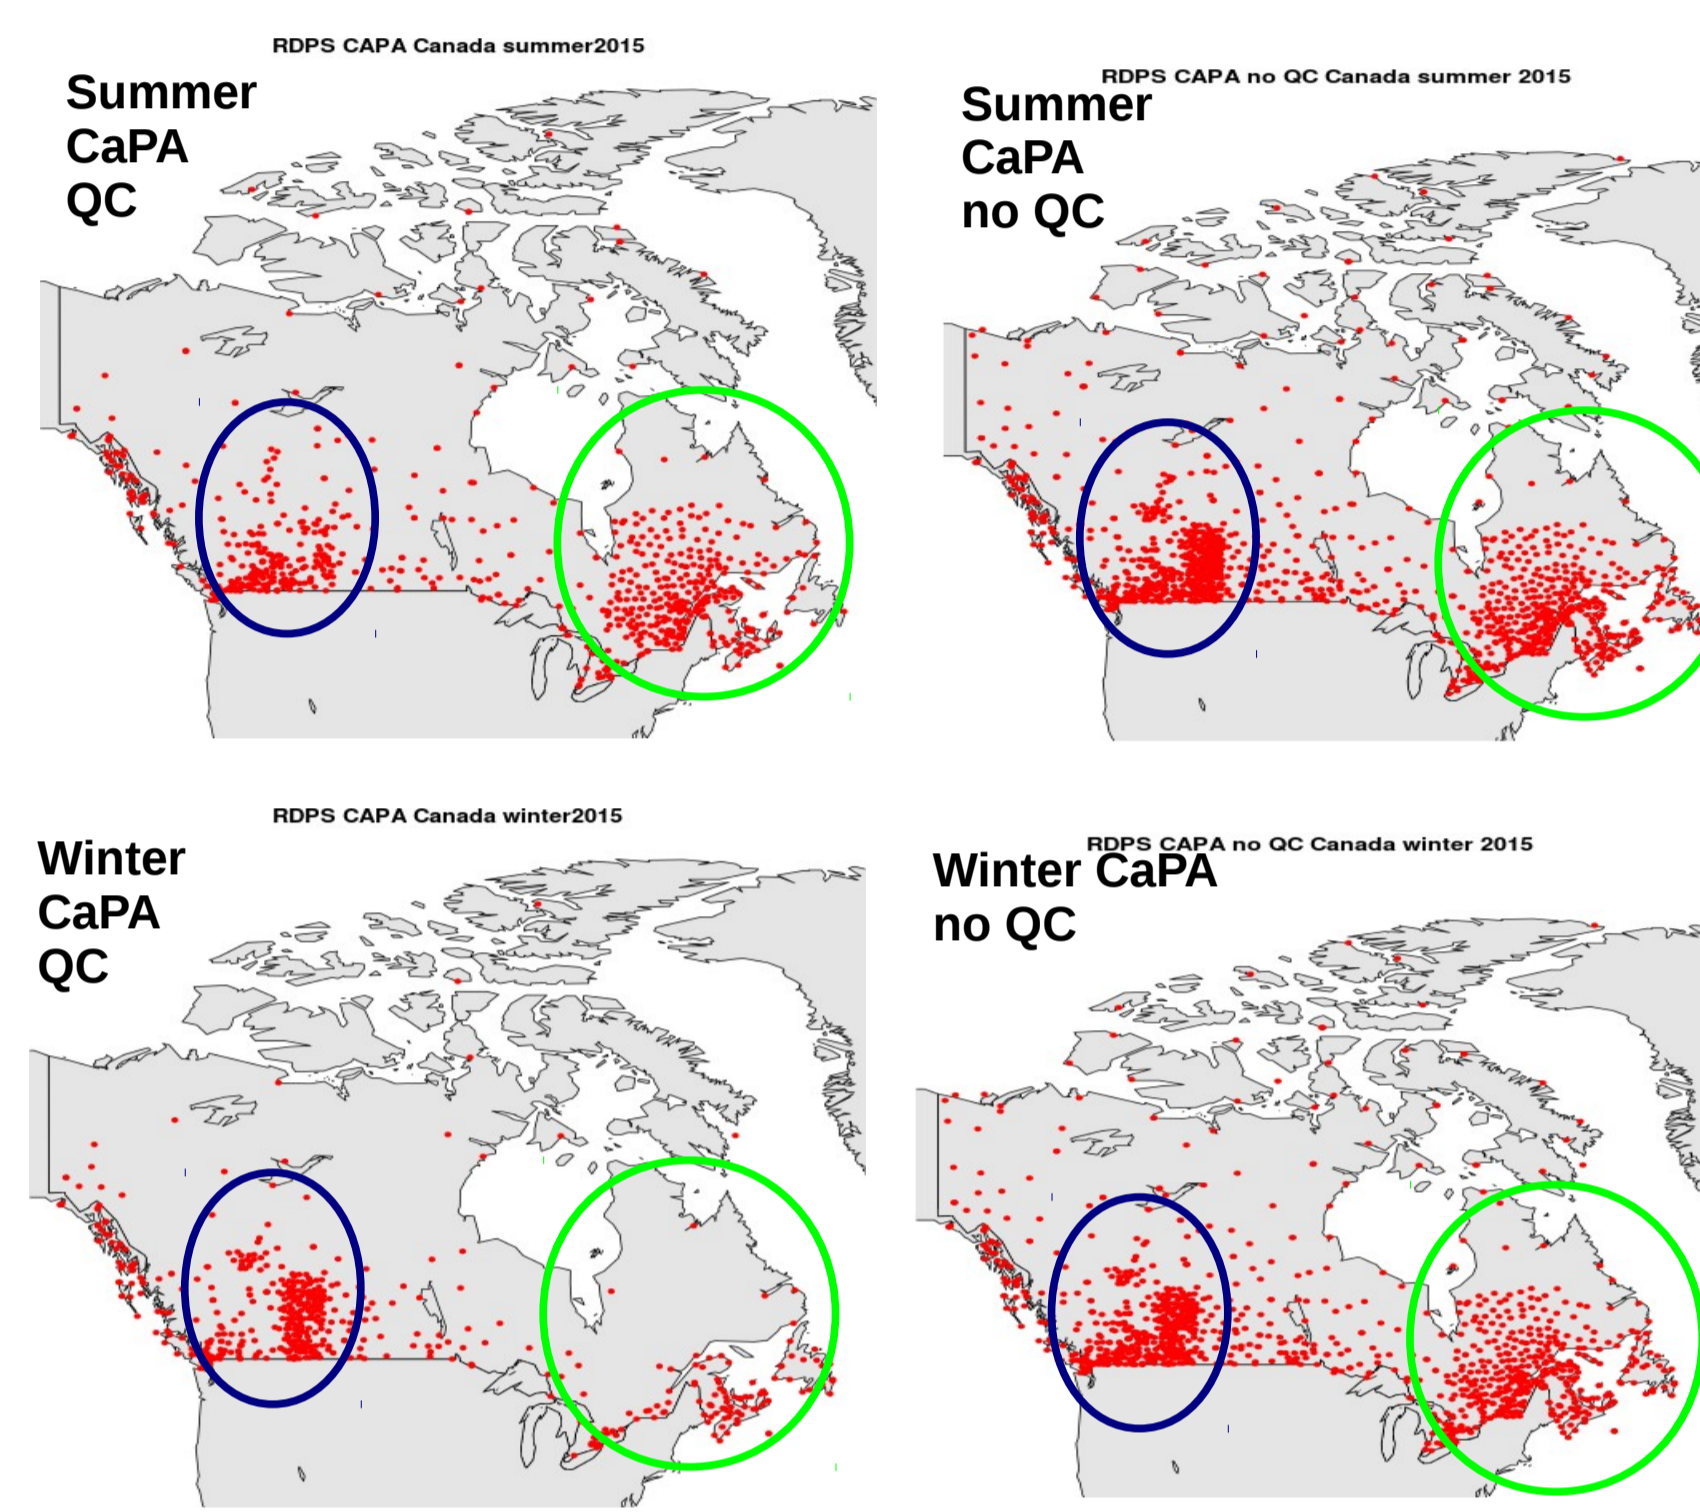 RDPS CAPA Canada summer2015
Summer
CaPA
QC
RDPS CAPA no QC Canada summer 2015
Summer
CaPA
no QC
RDPS CAPA Canada winter2015
Winter
CaPA
QC
RDPS CAPA no QC Canada winter 2015
Winter CaPA
no QC